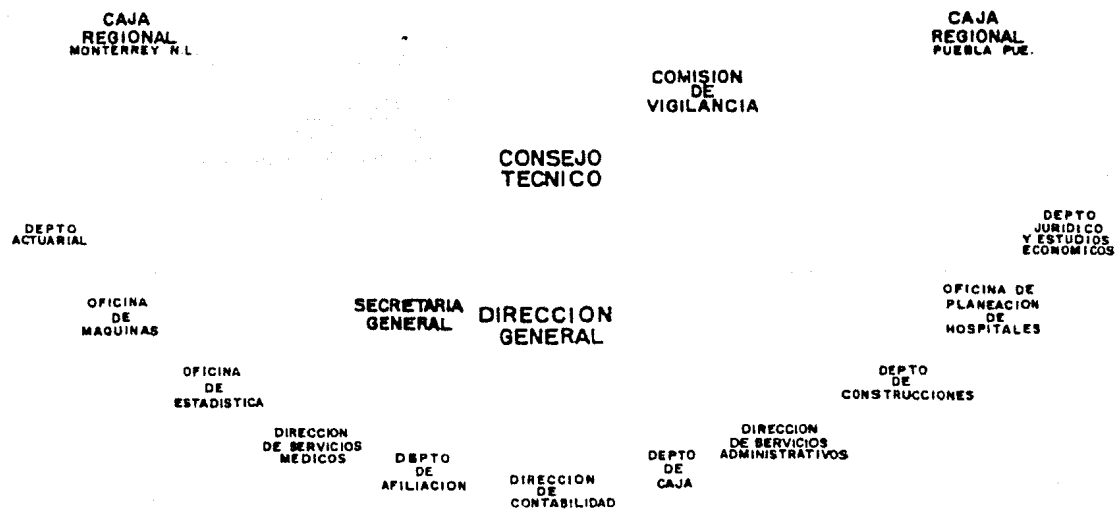 CAJA
REGIONAL
MONTERREY N.L.
CAJA
REGIONAL
PUEBLA PUE.
COMISION
DE
VIGILANCIA
CONSEJO
TECNICO
DEPTO
ACTUARIAL
DEPTO
JURIDICO
Y ESTUDIOS
ECONOMICOS
OFICINA
DE
MAQUINAS
SECRETARIA
GENERAL
DIRECCION
GENERAL
OFICINA DE
PLANEACION
DE
HOSPITALES
OFICINA
DE
ESTADISTICA
DEPTO
DE
CONSTRUCCIONES
DIRECCION
DE SERVICIOS
MEDICOS
DEPTO
DE
AFILIACION
DIRECCION
DE
CONTABILIDAD
DEPTO
DE
CAJA
DIRECCION
DE SERVICIOS
ADMINISTRATIVOS